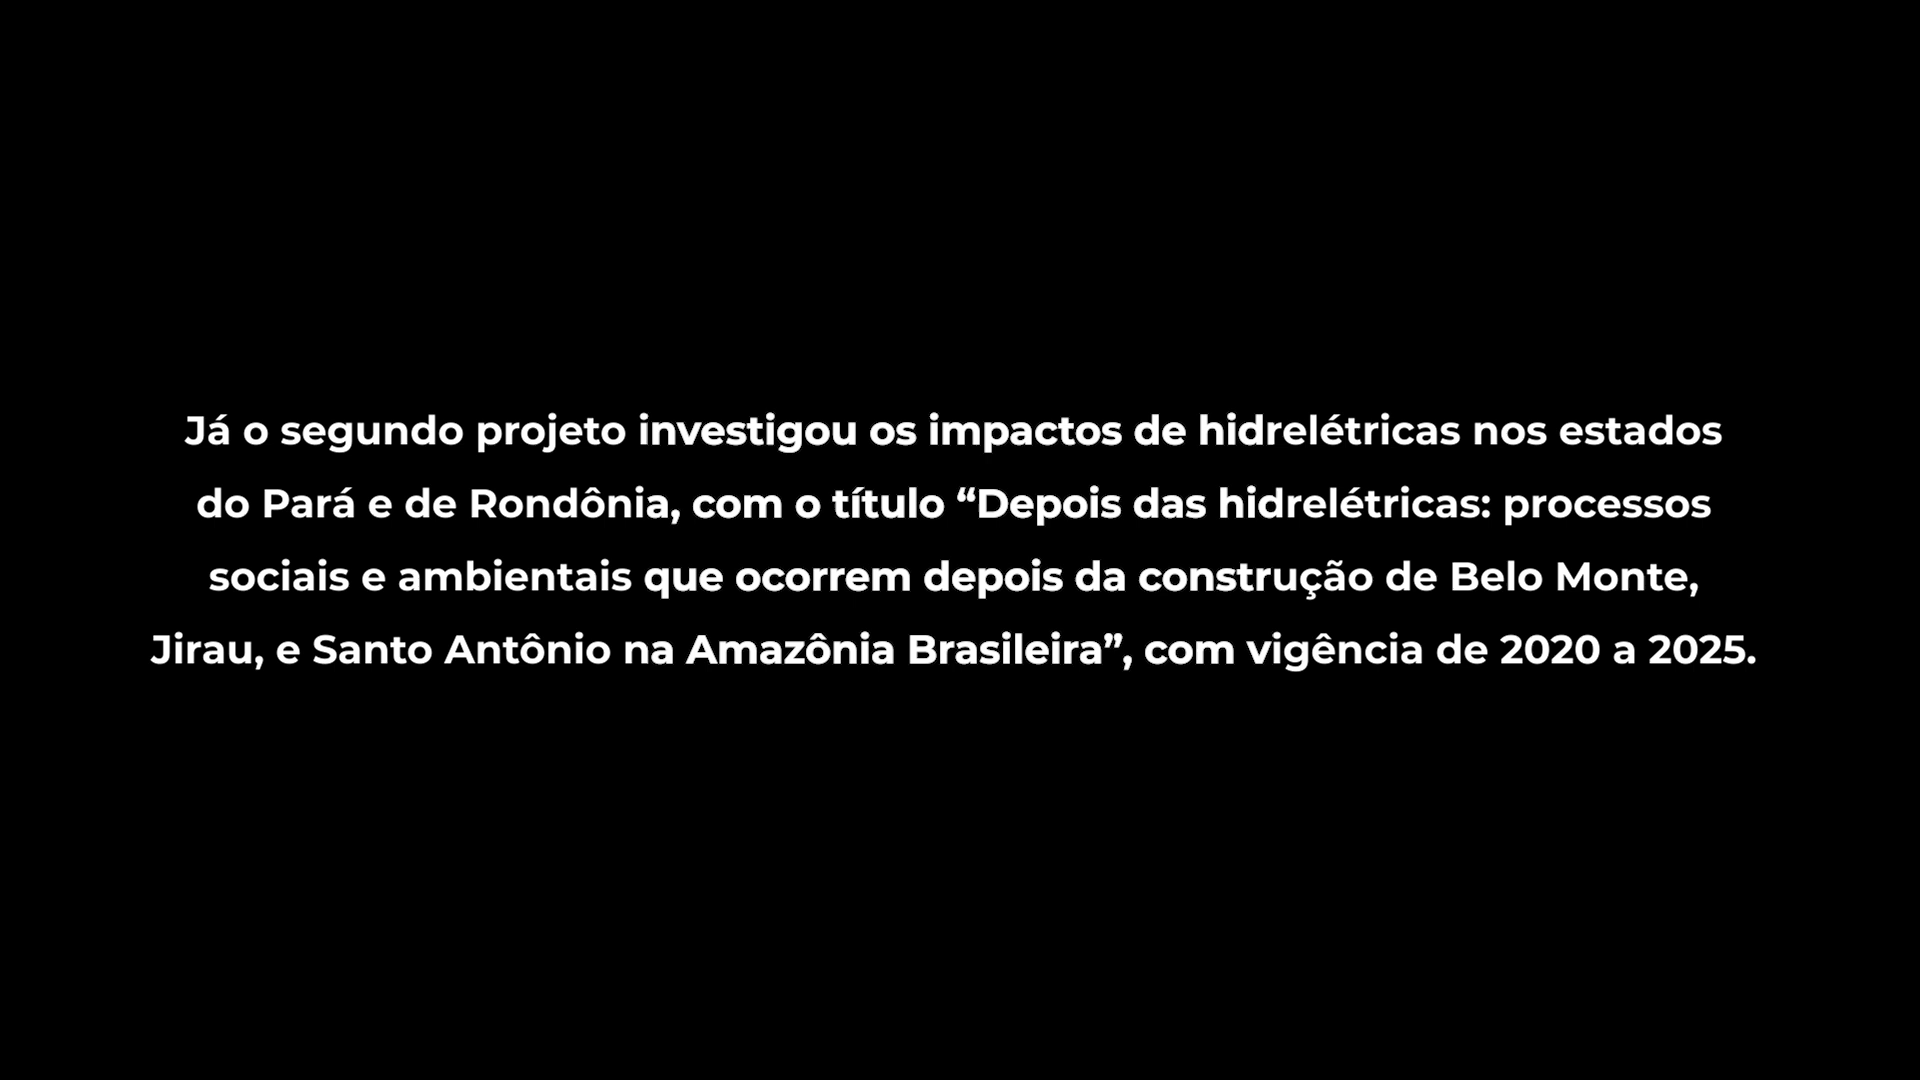 Já o segundo projeto investigou os impactos de hidrelétricas nos estados
do Pará e de Rondônia, com o título “Depois das hidrelétricas: processos
sociais e ambientais que ocorrem depois da construção de Belo Monte,
Jirau, e Santo Antônio na Amazônia Brasileira”, com vigência de 2020 a 2025.